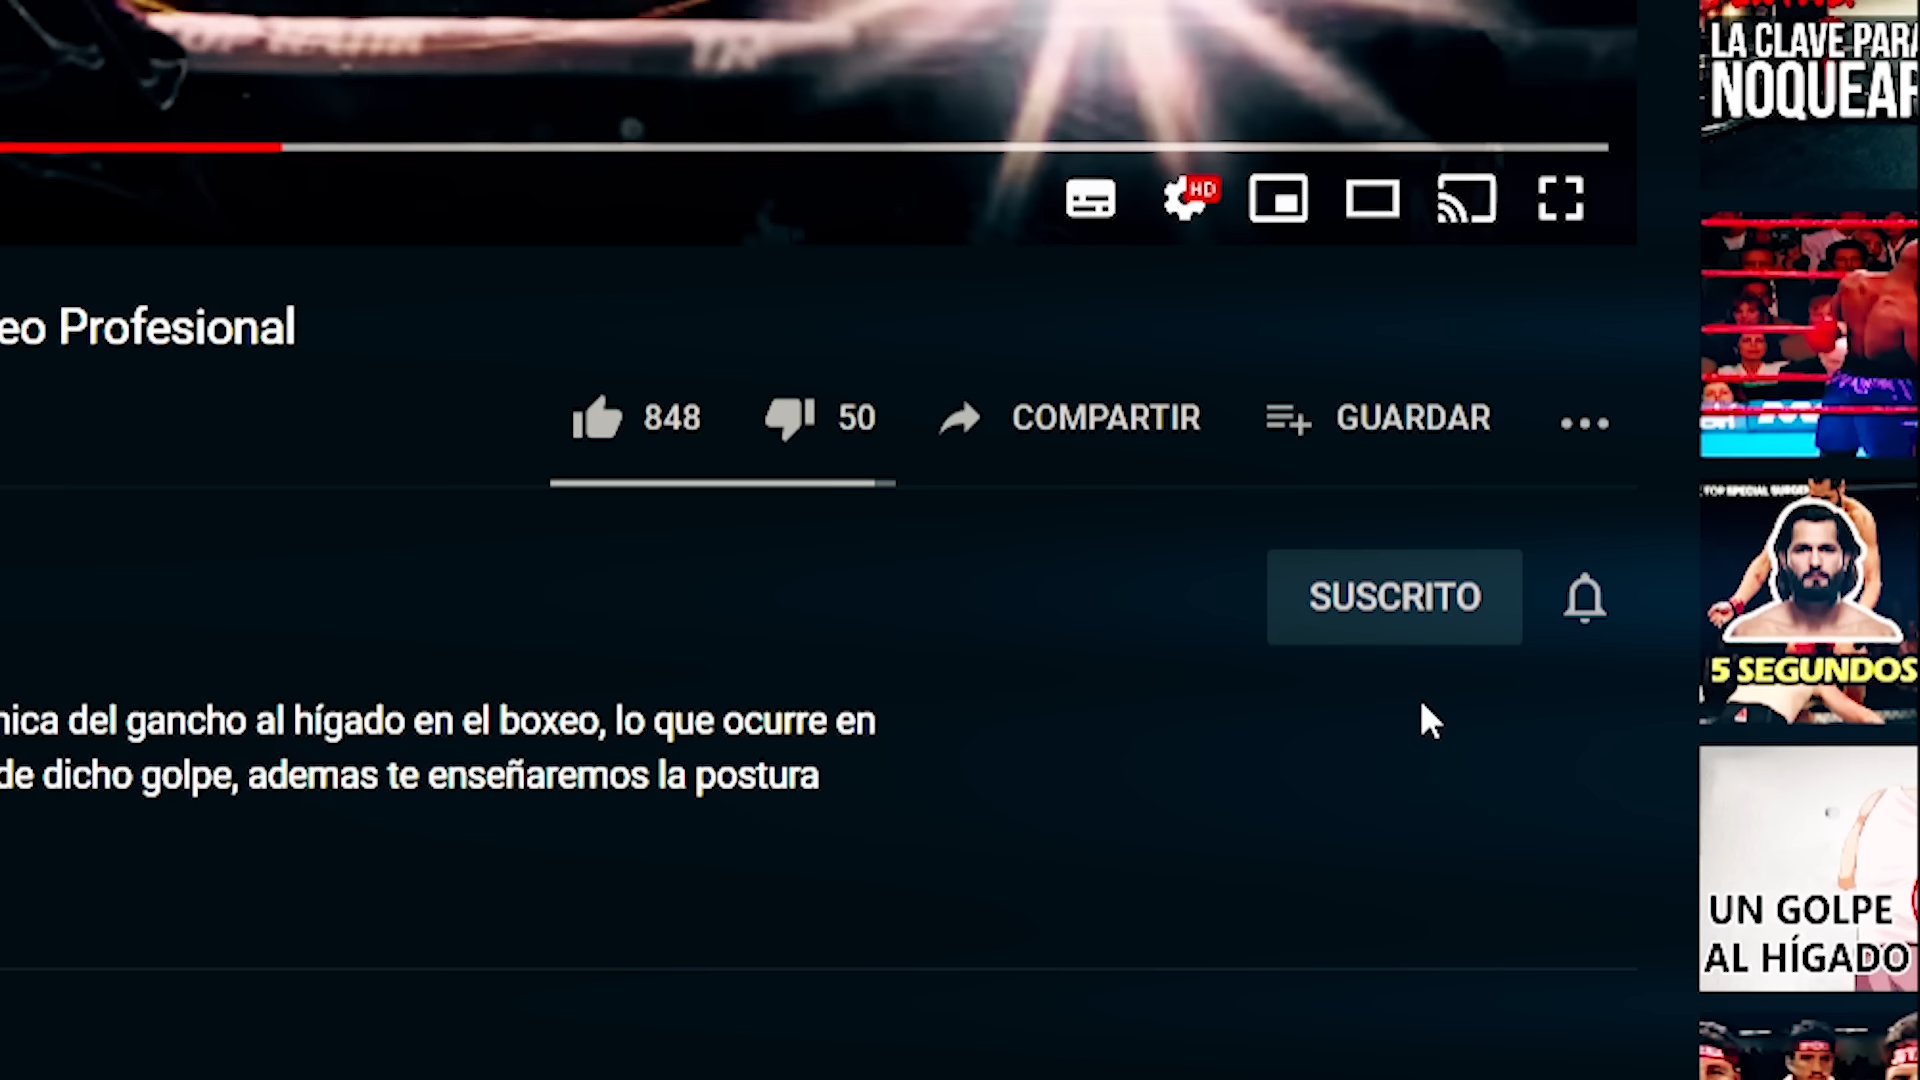 LA CLAVE PARA
NOQUEAR
HD
eo Profesional
848
50
COMPARTIR
GUARDAR
SUSCRITO
nica del gancho al hígado en el boxeo, lo que ocurre en
de dicho golpe, ademas te enseñaremos la postura
5 SEGUNDOS
UN GOLPE
AL HÍGADO